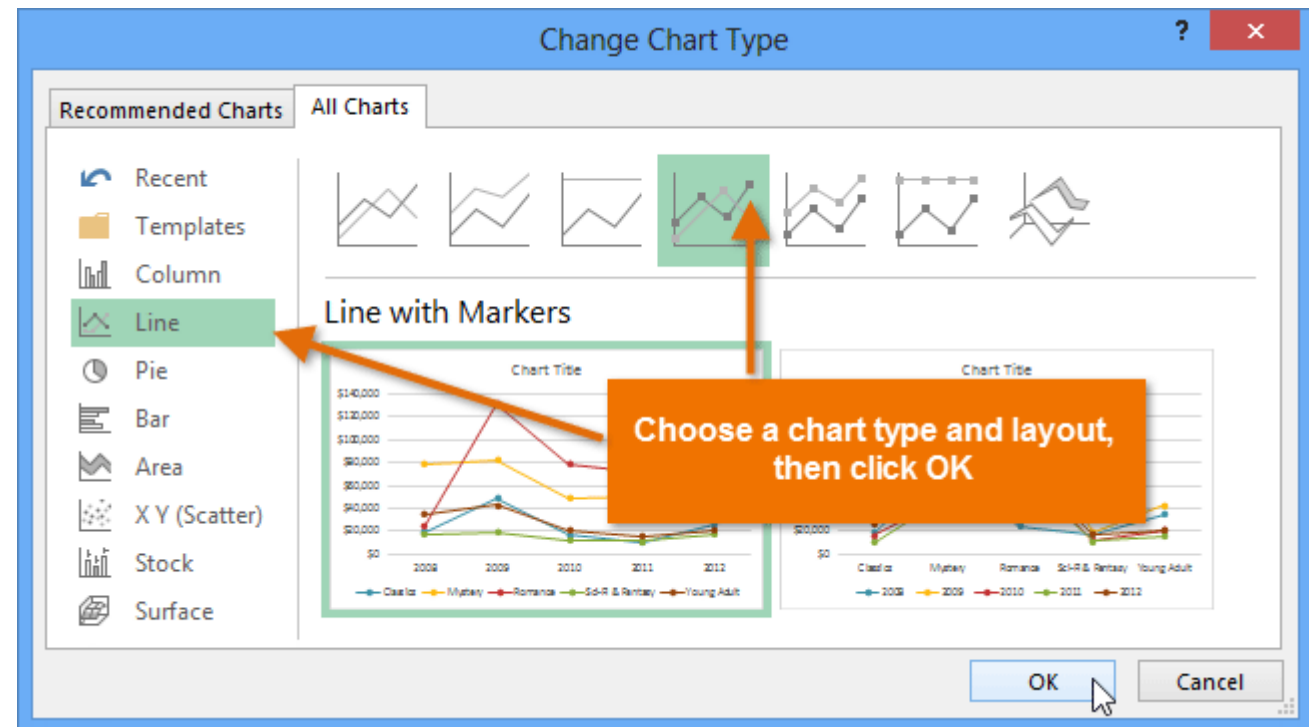 Change Chart Type
?
Recommended Charts
All Charts
Recent
Templates
Column
Line
Pie
Bar
Area
X Y (Scatter)
Stock
Surface
Line with Markers
Chart Title
$140,000
$120,000
$100,000
$80,000
$60,000
$40,000
$20,000
$0
2008 2009 2010 2011 2012
Classics Mystery Romance Sci-Fi & Fantasy Young Adult
Chart Title
$20,000
$0
Classics Mystery Romance Sci-Fi & Fantasy Young Adult
2008 2009 2010 2011 2012
Choose a chart type and layout,
then click OK
OK
Cancel